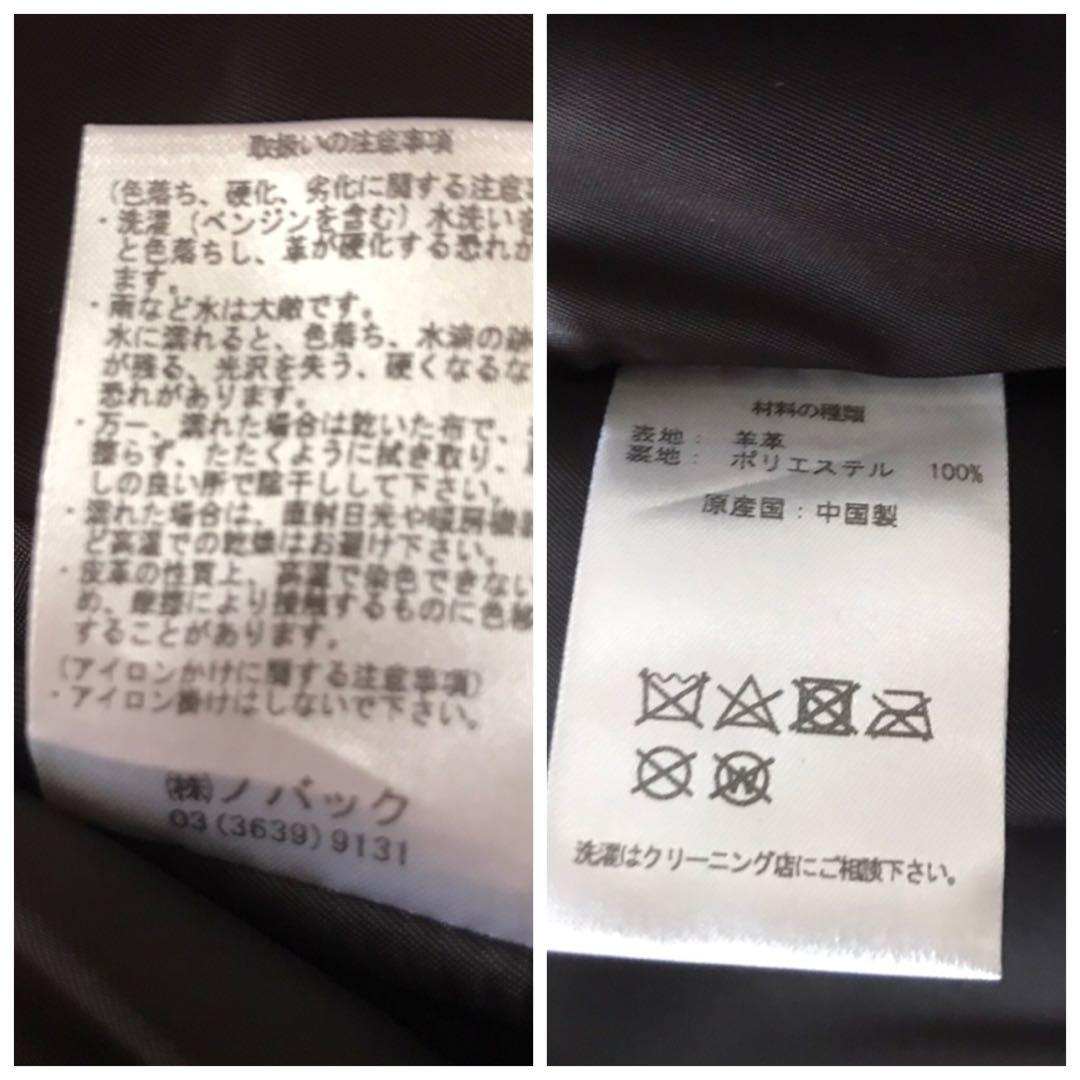 取扱いの注意事項
(色落ち、硬化、劣化に関する注意事
・洗濯(ベンジンを含む)水洗いを
と色落ちし、革が硬化する恐れが
ます。
・雨など水は大敵です。
水に濡れると、色落ち、水滴の跡
が残る、光沢を失う、硬くなるな
恐れがあります。
・万一、濡れた場合は乾いた布で、
擦らず、たたくように拭き取り、
しの良い所で陰干しして下さい。
・濡れた場合は、直射日光や暖房機器
ど高温での乾燥はお避け下さい。
・皮革の性質上、高温で染色できない
め、摩擦により接触するものに色移
することがあります。
(アイロンかけに関する注意事項)
・アイロン掛けはしないで下さい。
㈱ノバック
03(3639)9131
材料の種類
表地: 羊革
裏地: ポリエステル 100%
原産国:中国製
W
洗濯はクリーニング店にご相談下さい。